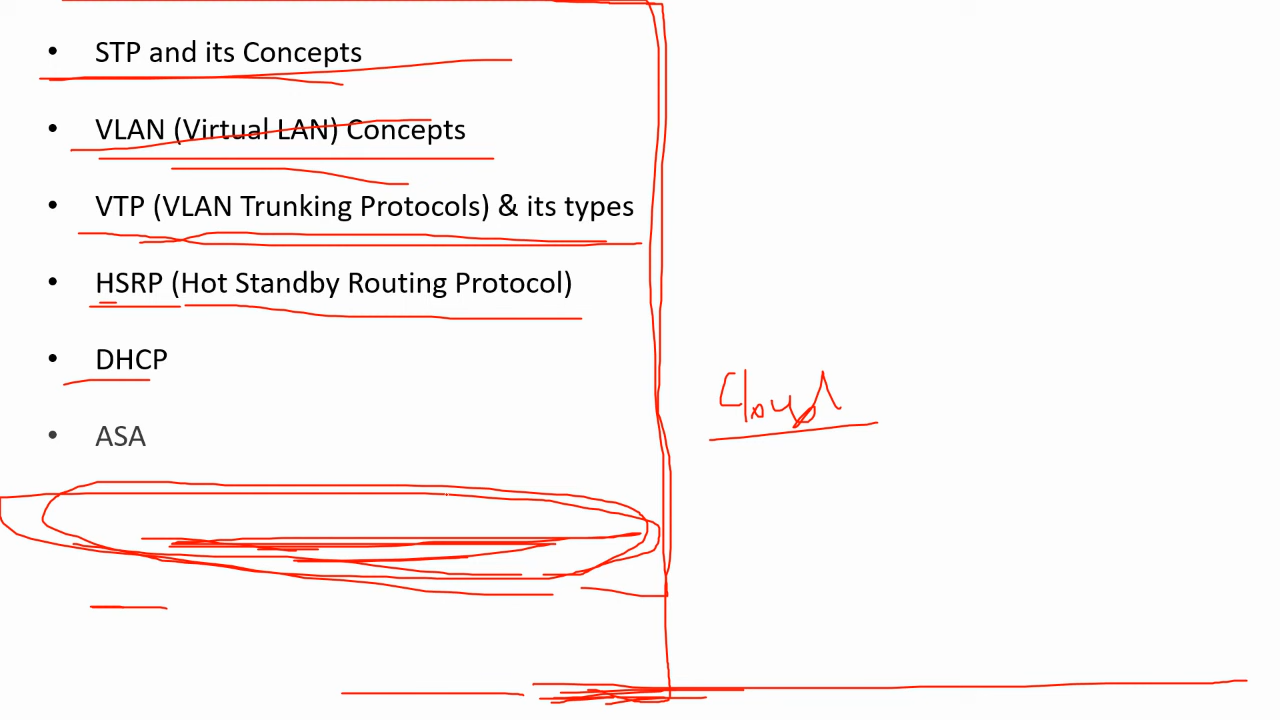 • STP and its Concepts
• VLAN (Virtual LAN) Concepts
• VTP (VLAN Trunking Protocols) & its types
• HSRP (Hot Standby Routing Protocol)
• DHCP
Cloud
• ASA